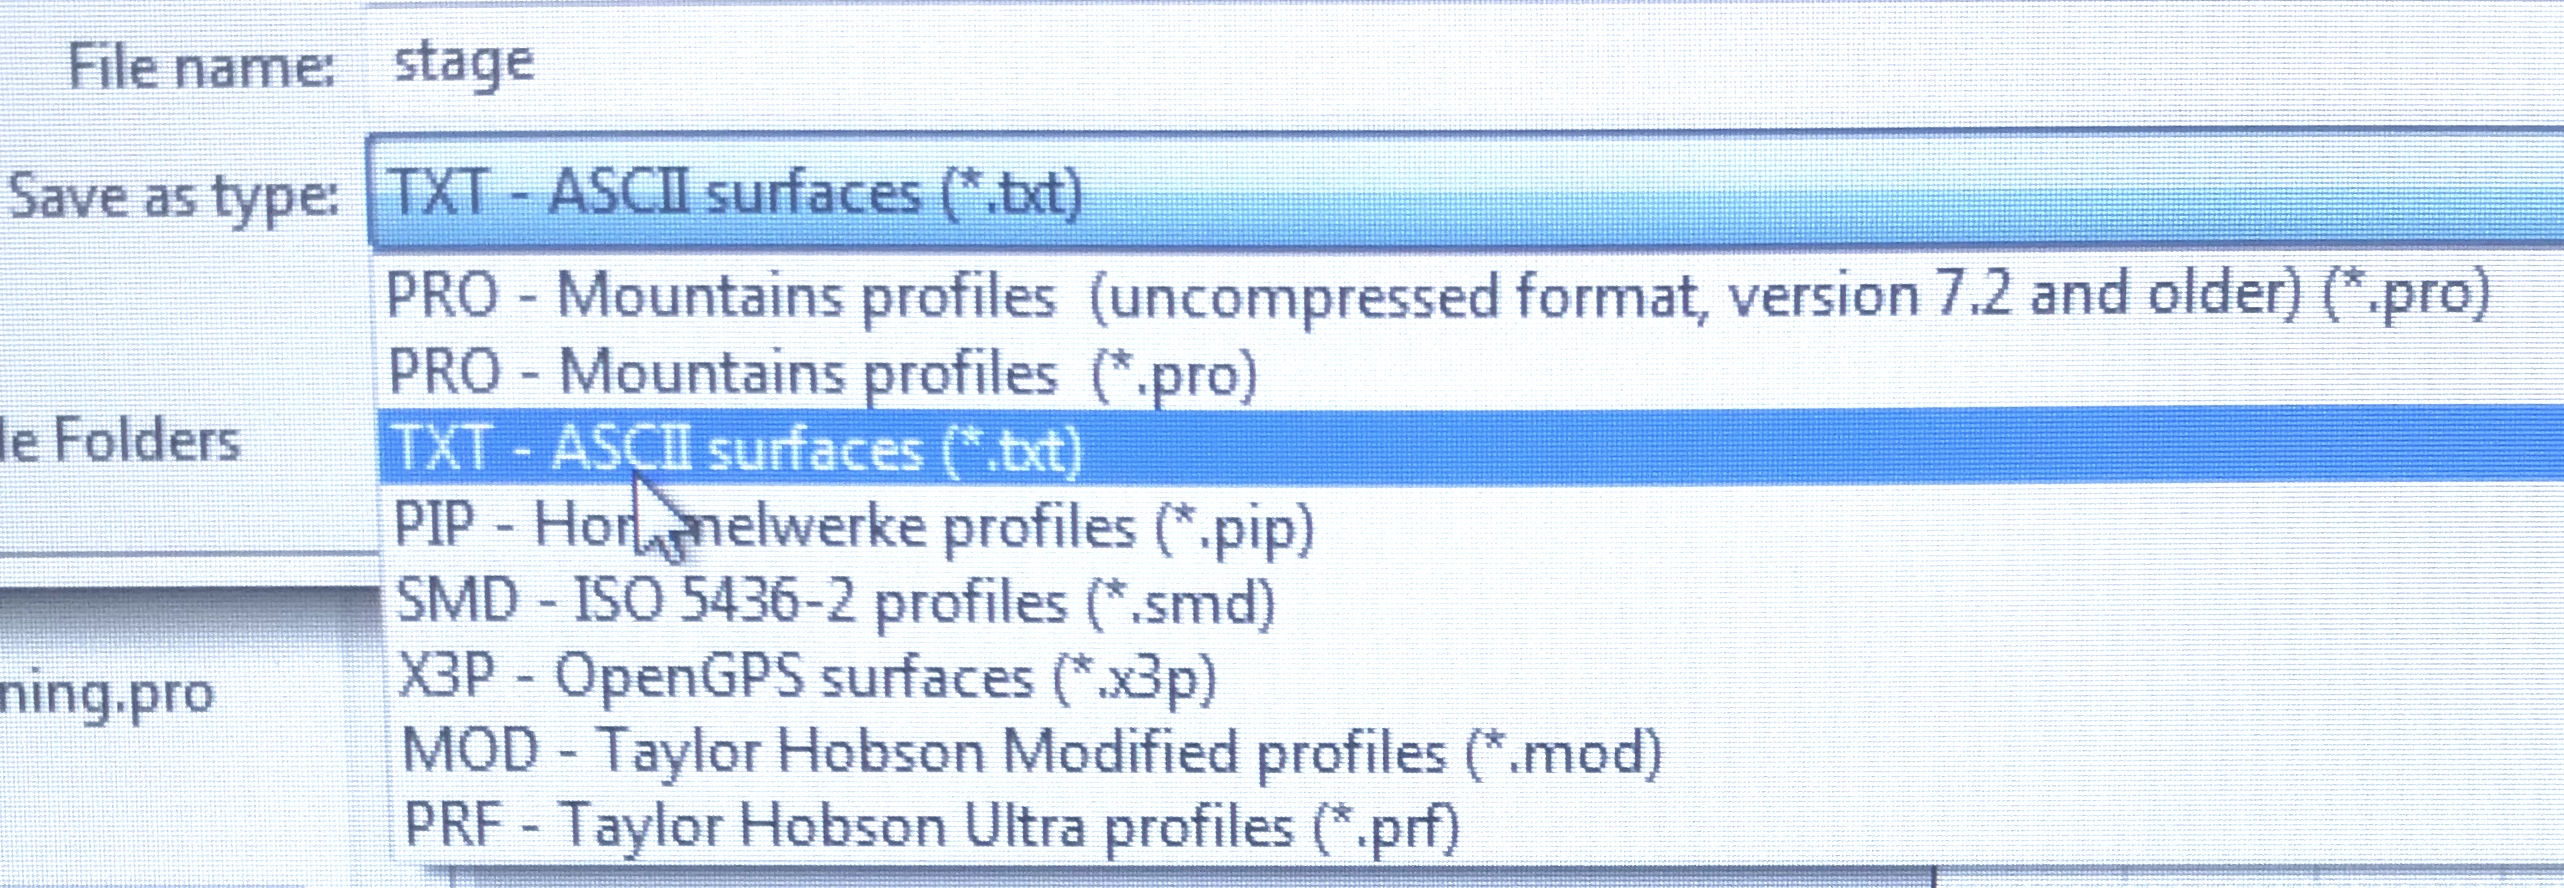 File name: stage
Save as type: TXT - ASCII surfaces (*.txt)
PRO - Mountains profiles (uncompressed format, version 7.2 and older) (*.pro)
PRO - Mountains profiles (*.pro)
le Folders
TXT - ASCII surfaces (*.txt)
PIP - Hommelwerke profiles (*.pip)
SMD - ISO 5436-2 profiles (*.smd)
ning.pro
X3P - OpenGPS surfaces (*.x3p)
MOD - Taylor Hobson Modified profiles (*.mod)
PRF - Taylor Hobson Ultra profiles (*.prf)